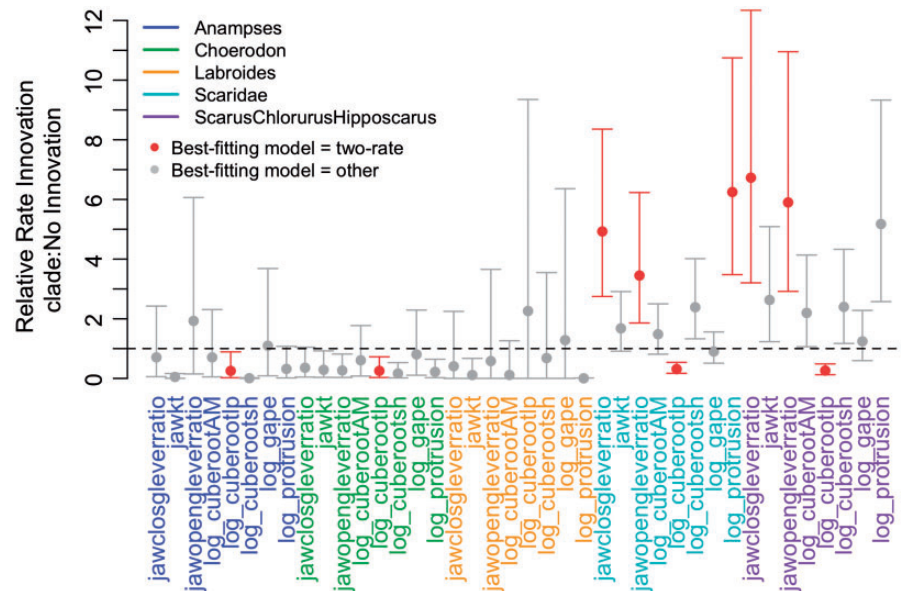 Relative Rate Innovation
clade:No Innovation
12
10
8
6
4
2
0
Anampses
Choerodon
Labroides
Scaridae
ScarusChlorurusHipposcarus
Best-fitting model = two-rate
Best-fitting model = other
jawclosgleverratio
jawkt
jawopengleverratio
log_cuberootAM
log_cuberootlp
log_cuberootsh
log_gape
log_protrusion
jawclosgleverratio
jawkt
jawopengleverratio
log_cuberootAM
log_cuberootlp
log_cuberootsh
log_gape
log_protrusion
jawclosgleverratio
jawkt
jawopengleverratio
log_cuberootAM
log_cuberootlp
log_cuberootsh
log_gape
log_protrusion
jawclosgleverratio
jawkt
jawopengleverratio
log_cuberootAM
log_cuberootlp
log_cuberootsh
log_gape
log_protrusion
jawclosgleverratio
jawkt
jawopengleverratio
log_cuberootAM
log_cuberootlp
log_cuberootsh
log_gape
log_protrusion